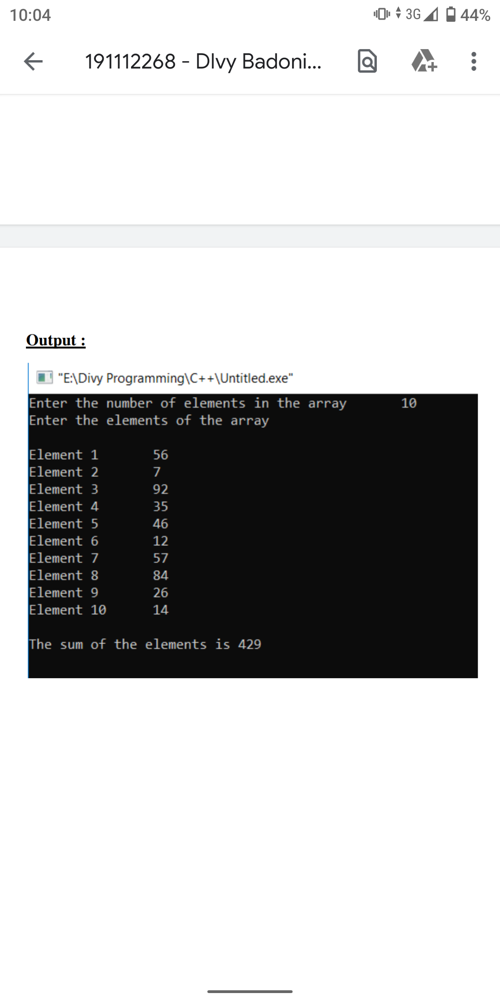 10:04 3G 44%
191112268 - DIvy Badoni...
Output :
"E:\Divy Programming\C++\Untitled.exe"
Enter the number of elements in the array 10
Enter the elements of the array
Element 1 56
Element 2 7
Element 3 92
Element 4 35
Element 5 46
Element 6 12
Element 7 57
Element 8 84
Element 9 26
Element 10 14
The sum of the elements is 429